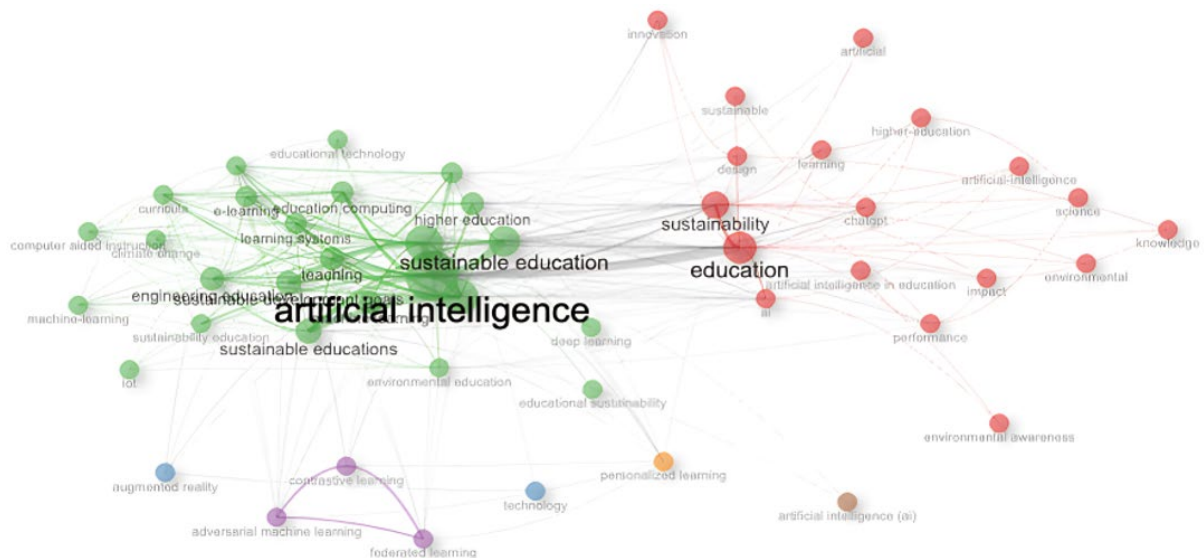 innovation
artificial
sustainable
higher-education
educational technology
design
learning
artificial-intelligence
curricula
e-learning
education computing
higher education
sustainability
chatgpt
science
computer aided instruction
climate change
learning systems
knowledge
teaching
sustainable education
education
artificial intelligence in education
impact
environmental
engineering education
sustainable development goals
machine-learning
artificial intelligence
ai
sustainability education
sustainable educations
deep learning
performance
iot
environmental education
educational sustainability
environmental awareness
augmented reality
contrastive learning
personalized learning
technology
adversarial machine learning
federated learning
artificial intelligence (ai)